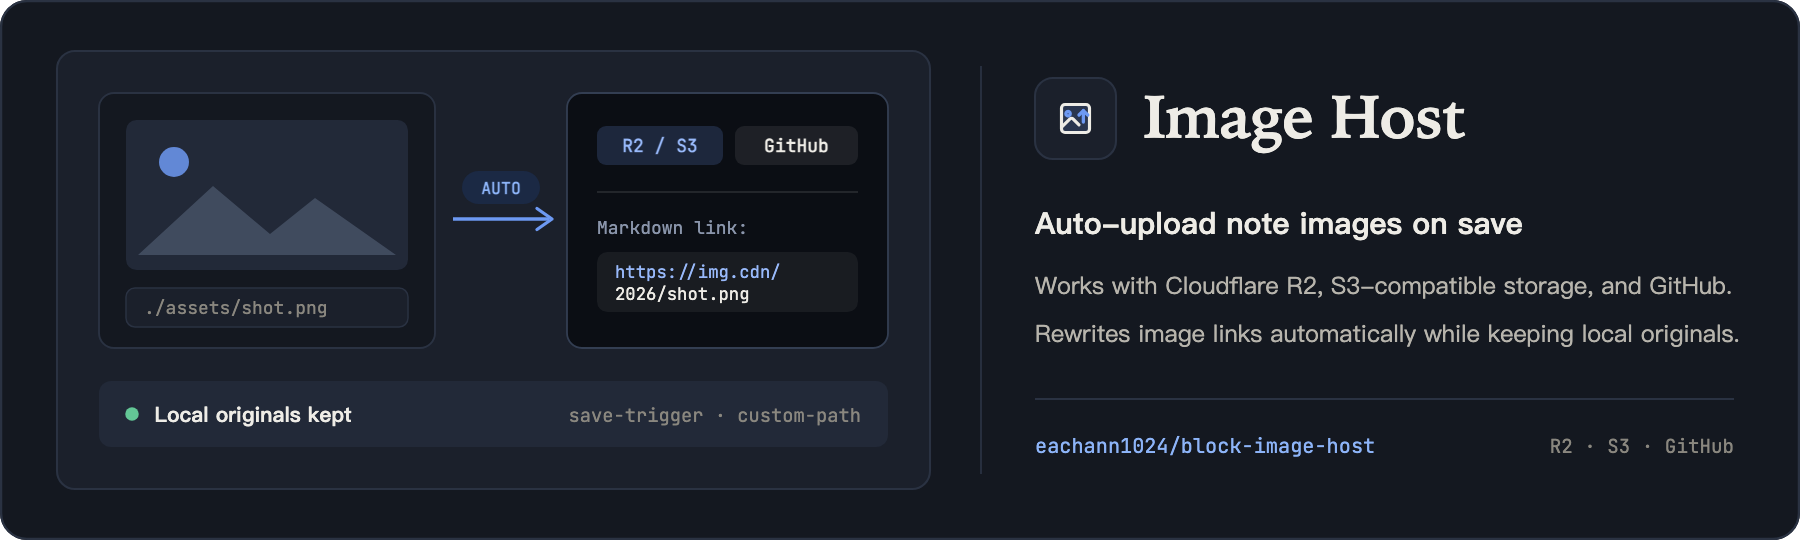 ./assets/shot.png
AUTO
R2 / S3
GitHub
Markdown link:
https://img.cdn/
2026/shot.png
Local originals kept
save-trigger · custom-path
Image Host
Auto–upload note images on save
Works with Cloudflare R2, S3–compatible storage, and GitHub.
Rewrites image links automatically while keeping local originals.
eachann1024/block-image-host
R2 · S3 · GitHub